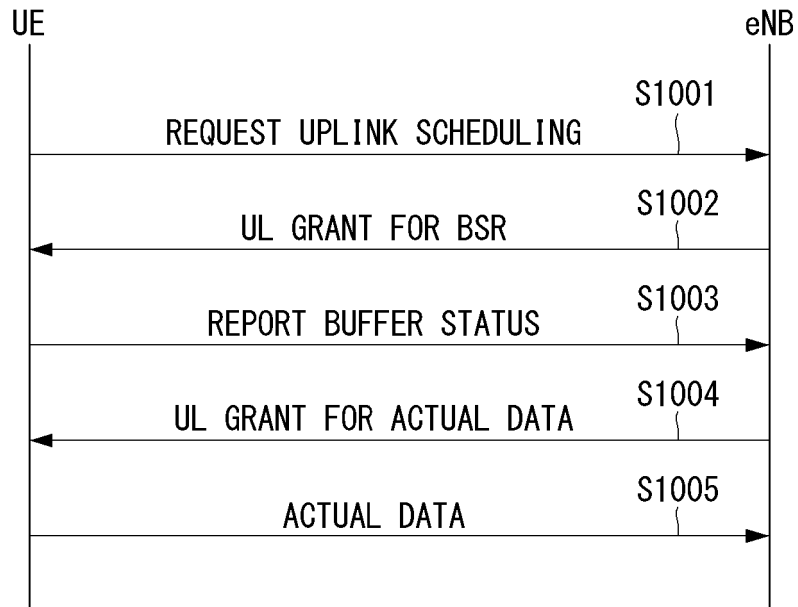 UE
eNB
S1001
REQUEST UPLINK SCHEDULING
S1002
UL GRANT FOR BSR
S1003
REPORT BUFFER STATUS
S1004
UL GRANT FOR ACTUAL DATA
S1005
ACTUAL DATA